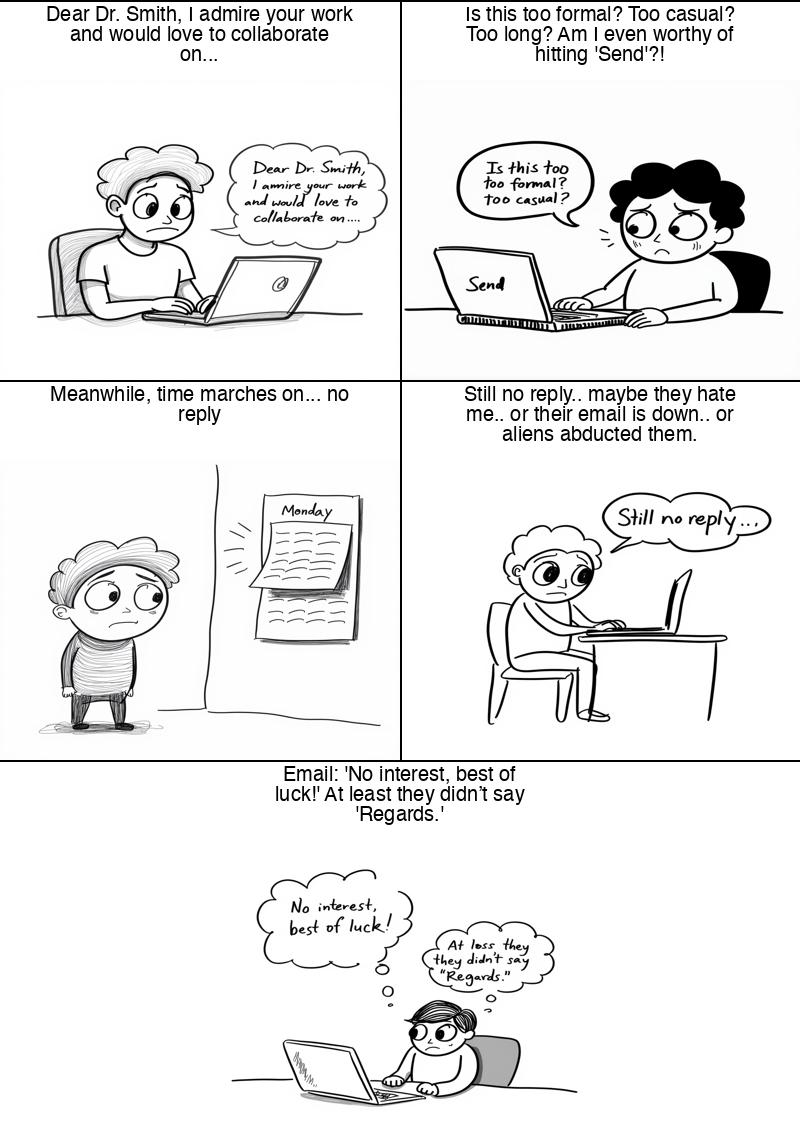 Dear Dr. Smith, I admire your work
and would love to collaborate
on...
Dear Dr. Smith,
I amire your work
and would love to
collaborate on....
Is this too formal? Too casual?
Too long? Am I even worthy of
hitting 'Send'?!
Is this too
too formal?
too casual?
Send
Meanwhile, time marches on... no
reply
Monday
Still no reply.. maybe they hate
me.. or their email is down.. or
aliens abducted them.
Still no reply...
Email: 'No interest, best of
luck!' At least they didn't say
'Regards.'
No interest,
best of luck!
At loss they
they didn't say
"Regards."